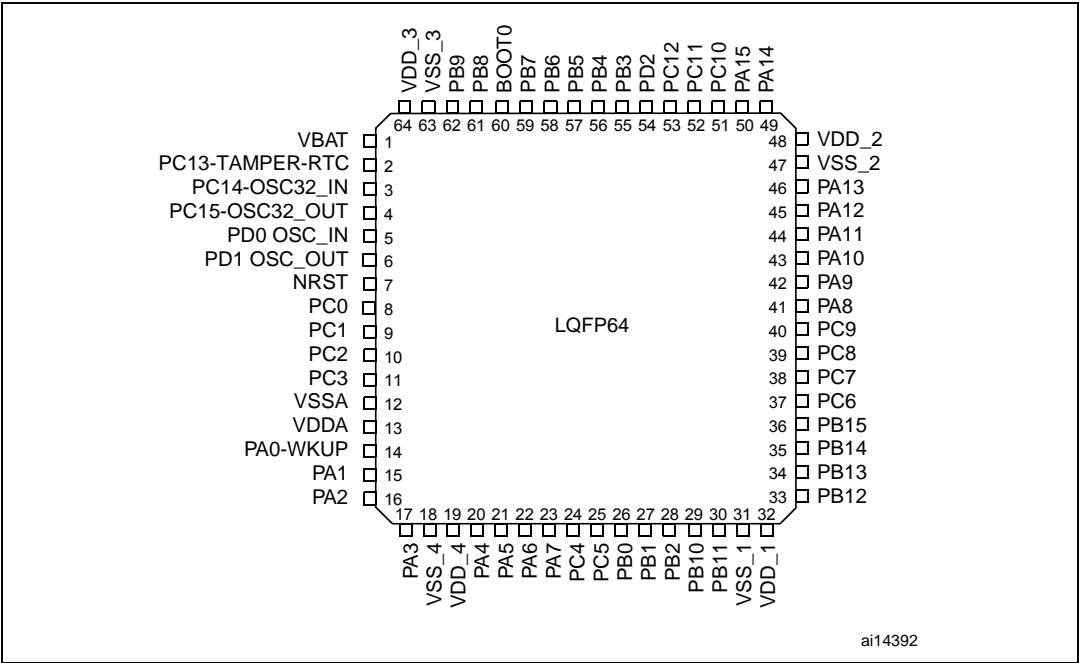 VDD_3 VSS_3 PB9 PB8 BOOT0 PB7 PB6 PB5 PB4 PB3 PD2 PC12 PC11 PC10 PA15 PA14
64 63 62 61 60 59 58 57 56 55 54 53 52 51 50 49
VBAT 1 48 VDD_2
PC13-TAMPER-RTC 2 47 VSS_2
PC14-OSC32_IN 3 46 PA13
PC15-OSC32_OUT 4 45 PA12
PD0 OSC_IN 5 44 PA11
PD1 OSC_OUT 6 43 PA10
NRST 7 42 PA9
PC0 8 41 PA8
PC1 9 LQFP64 40 PC9
PC2 10 39 PC8
PC3 11 38 PC7
VSSA 12 37 PC6
VDDA 13 36 PB15
PA0-WKUP 14 35 PB14
PA1 15 34 PB13
PA2 16 33 PB12
17 18 19 20 21 22 23 24 25 26 27 28 29 30 31 32
PA3 VSS_4 VDD_4 PA4 PA5 PA6 PA7 PC4 PC5 PB0 PB1 PB2 PB10 PB11 VSS_1 VDD_1
ai14392